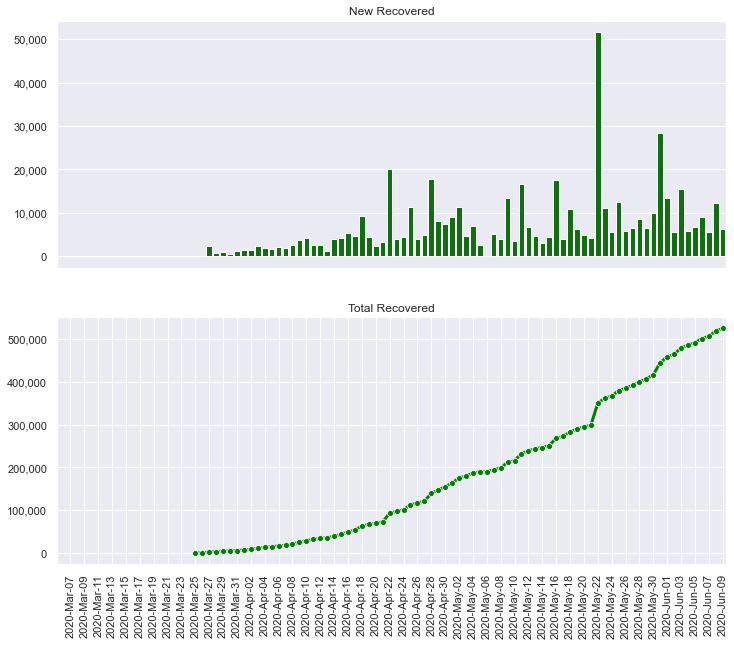 New Recovered
50,000
40,000
30,000
20,000
10,000
0
Total Recovered
500,000
400,000
300,000
200,000
100,000
0
2020-Mar-07
2020-Mar-09
2020-Mar-11
2020-Mar-13
2020-Mar-15
2020-Mar-17
2020-Mar-19
2020-Mar-21
2020-Mar-23
2020-Mar-25
2020-Mar-27
2020-Mar-29
2020-Mar-31
2020-Apr-02
2020-Apr-04
2020-Apr-06
2020-Apr-08
2020-Apr-10
2020-Apr-12
2020-Apr-14
2020-Apr-16
2020-Apr-18
2020-Apr-20
2020-Apr-22
2020-Apr-24
2020-Apr-26
2020-Apr-28
2020-Apr-30
2020-May-02
2020-May-04
2020-May-06
2020-May-08
2020-May-10
2020-May-12
2020-May-14
2020-May-16
2020-May-18
2020-May-20
2020-May-22
2020-May-24
2020-May-26
2020-May-28
2020-May-30
2020-Jun-01
2020-Jun-03
2020-Jun-05
2020-Jun-07
2020-Jun-09